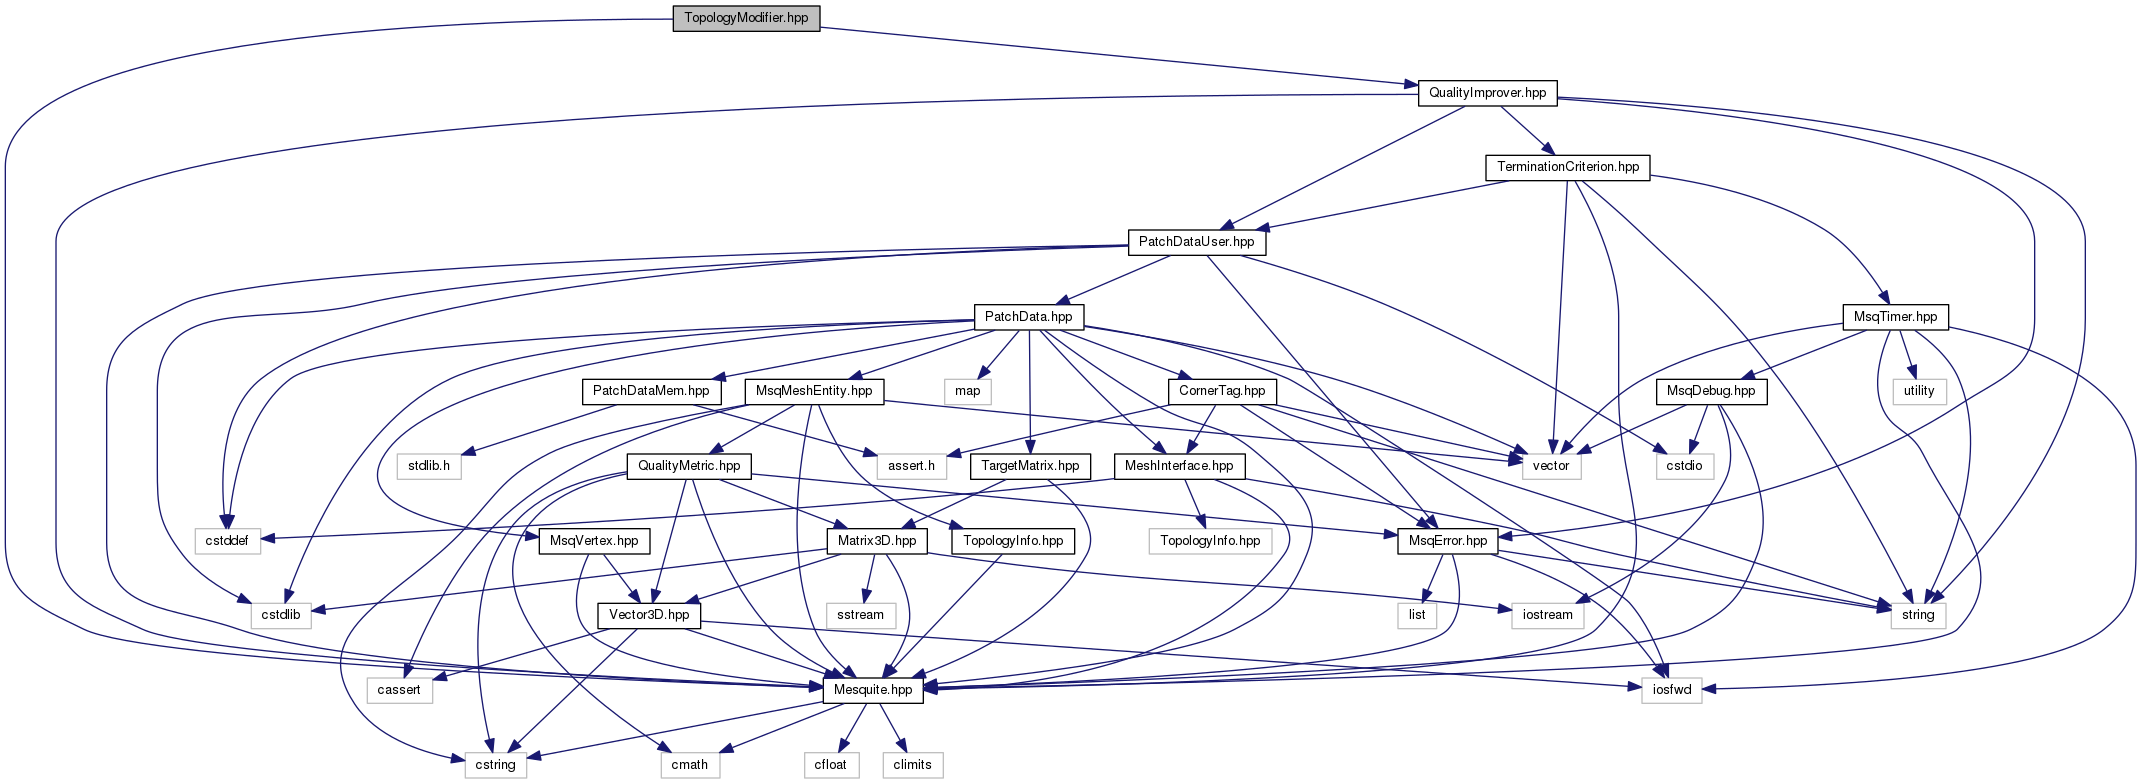 TopologyModifier.hpp
QualityImprover.hpp
TerminationCriterion.hpp
PatchDataUser.hpp
PatchData.hpp
MsqTimer.hpp
PatchDataMem.hpp
MsqMeshEntity.hpp
map
CornerTag.hpp
MsqDebug.hpp
utility
stdlib.h
QualityMetric.hpp
assert.h
TargetMatrix.hpp
MeshInterface.hpp
vector
cstdio
cstddef
MsqVertex.hpp
Matrix3D.hpp
TopologyInfo.hpp
TopologyInfo.hpp
MsqError.hpp
cstdlib
Vector3D.hpp
sstream
list
iostream
string
cassert
Mesquite.hpp
iosfwd
cstring
cmath
cfloat
climits